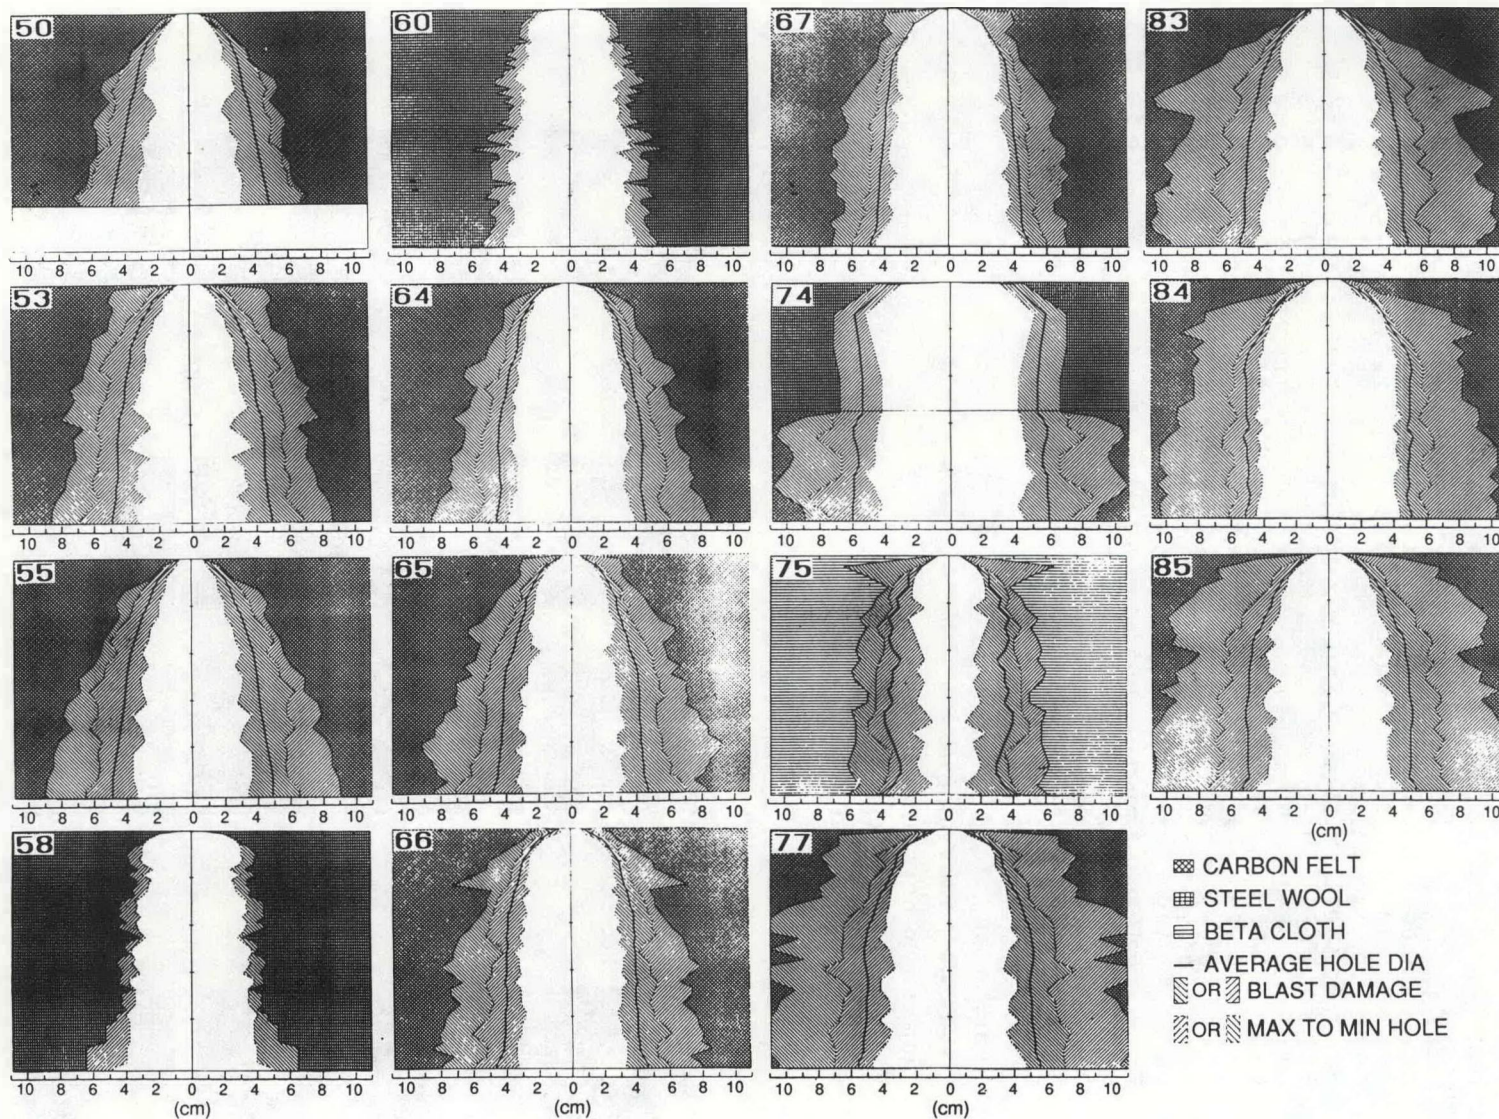 50
60
67
83
10 8 6 4 2 0 2 4 6 8 10
10 8 6 4 2 0 2 4 6 8 10
10 8 6 4 2 0 2 4 6 8 10
10 8 6 4 2 0 2 4 6 8 10
53
64
74
84
10 8 6 4 2 0 2 4 6 8 10
10 8 6 4 2 0 2 4 6 8 10
10 8 6 4 2 0 2 4 6 8 10
10 8 6 4 2 0 2 4 6 8 10
55
65
75
85
10 8 6 4 2 0 2 4 6 8 10
10 8 6 4 2 0 2 4 6 8 10
10 8 6 4 2 0 2 4 6 8 10
10 8 6 4 2 0 2 4 6 8 10
(cm)
58
66
77
10 8 6 4 2 0 2 4 6 8 10
(cm)
10 8 6 4 2 0 2 4 6 8 10
10 8 6 4 2 0 2 4 6 8 10
(cm)
CARBON FELT
STEEL WOOL
BETA CLOTH
AVERAGE HOLE DIA
OR BLAST DAMAGE
OR MAX TO MIN HOLE